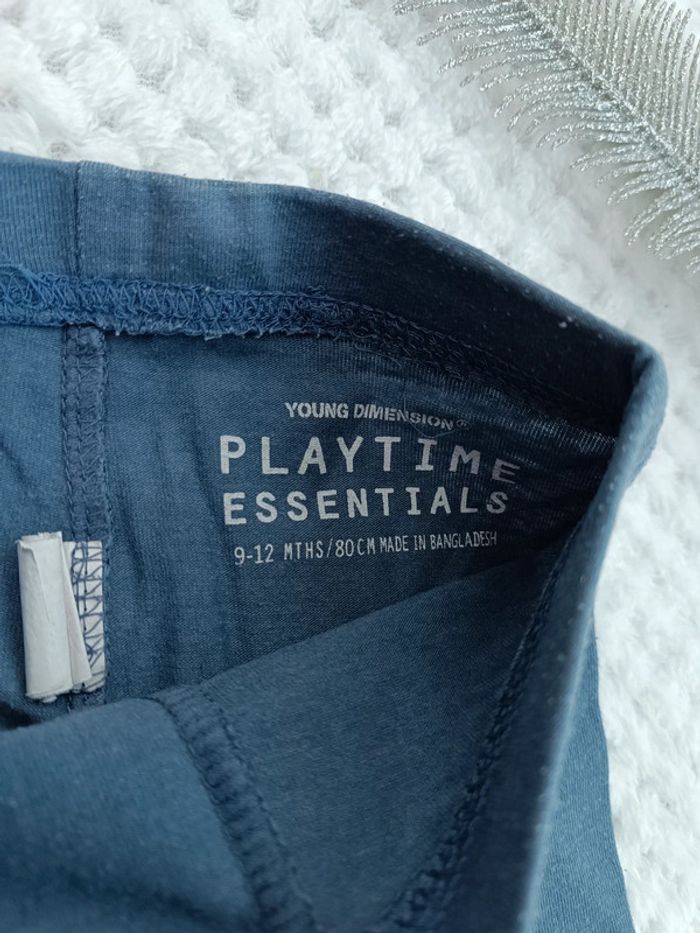 YOUNG DIMENSION®
PLAYTIME
ESSENTIALS
9-12 MTHS/80CM MADE IN BANGLADESH